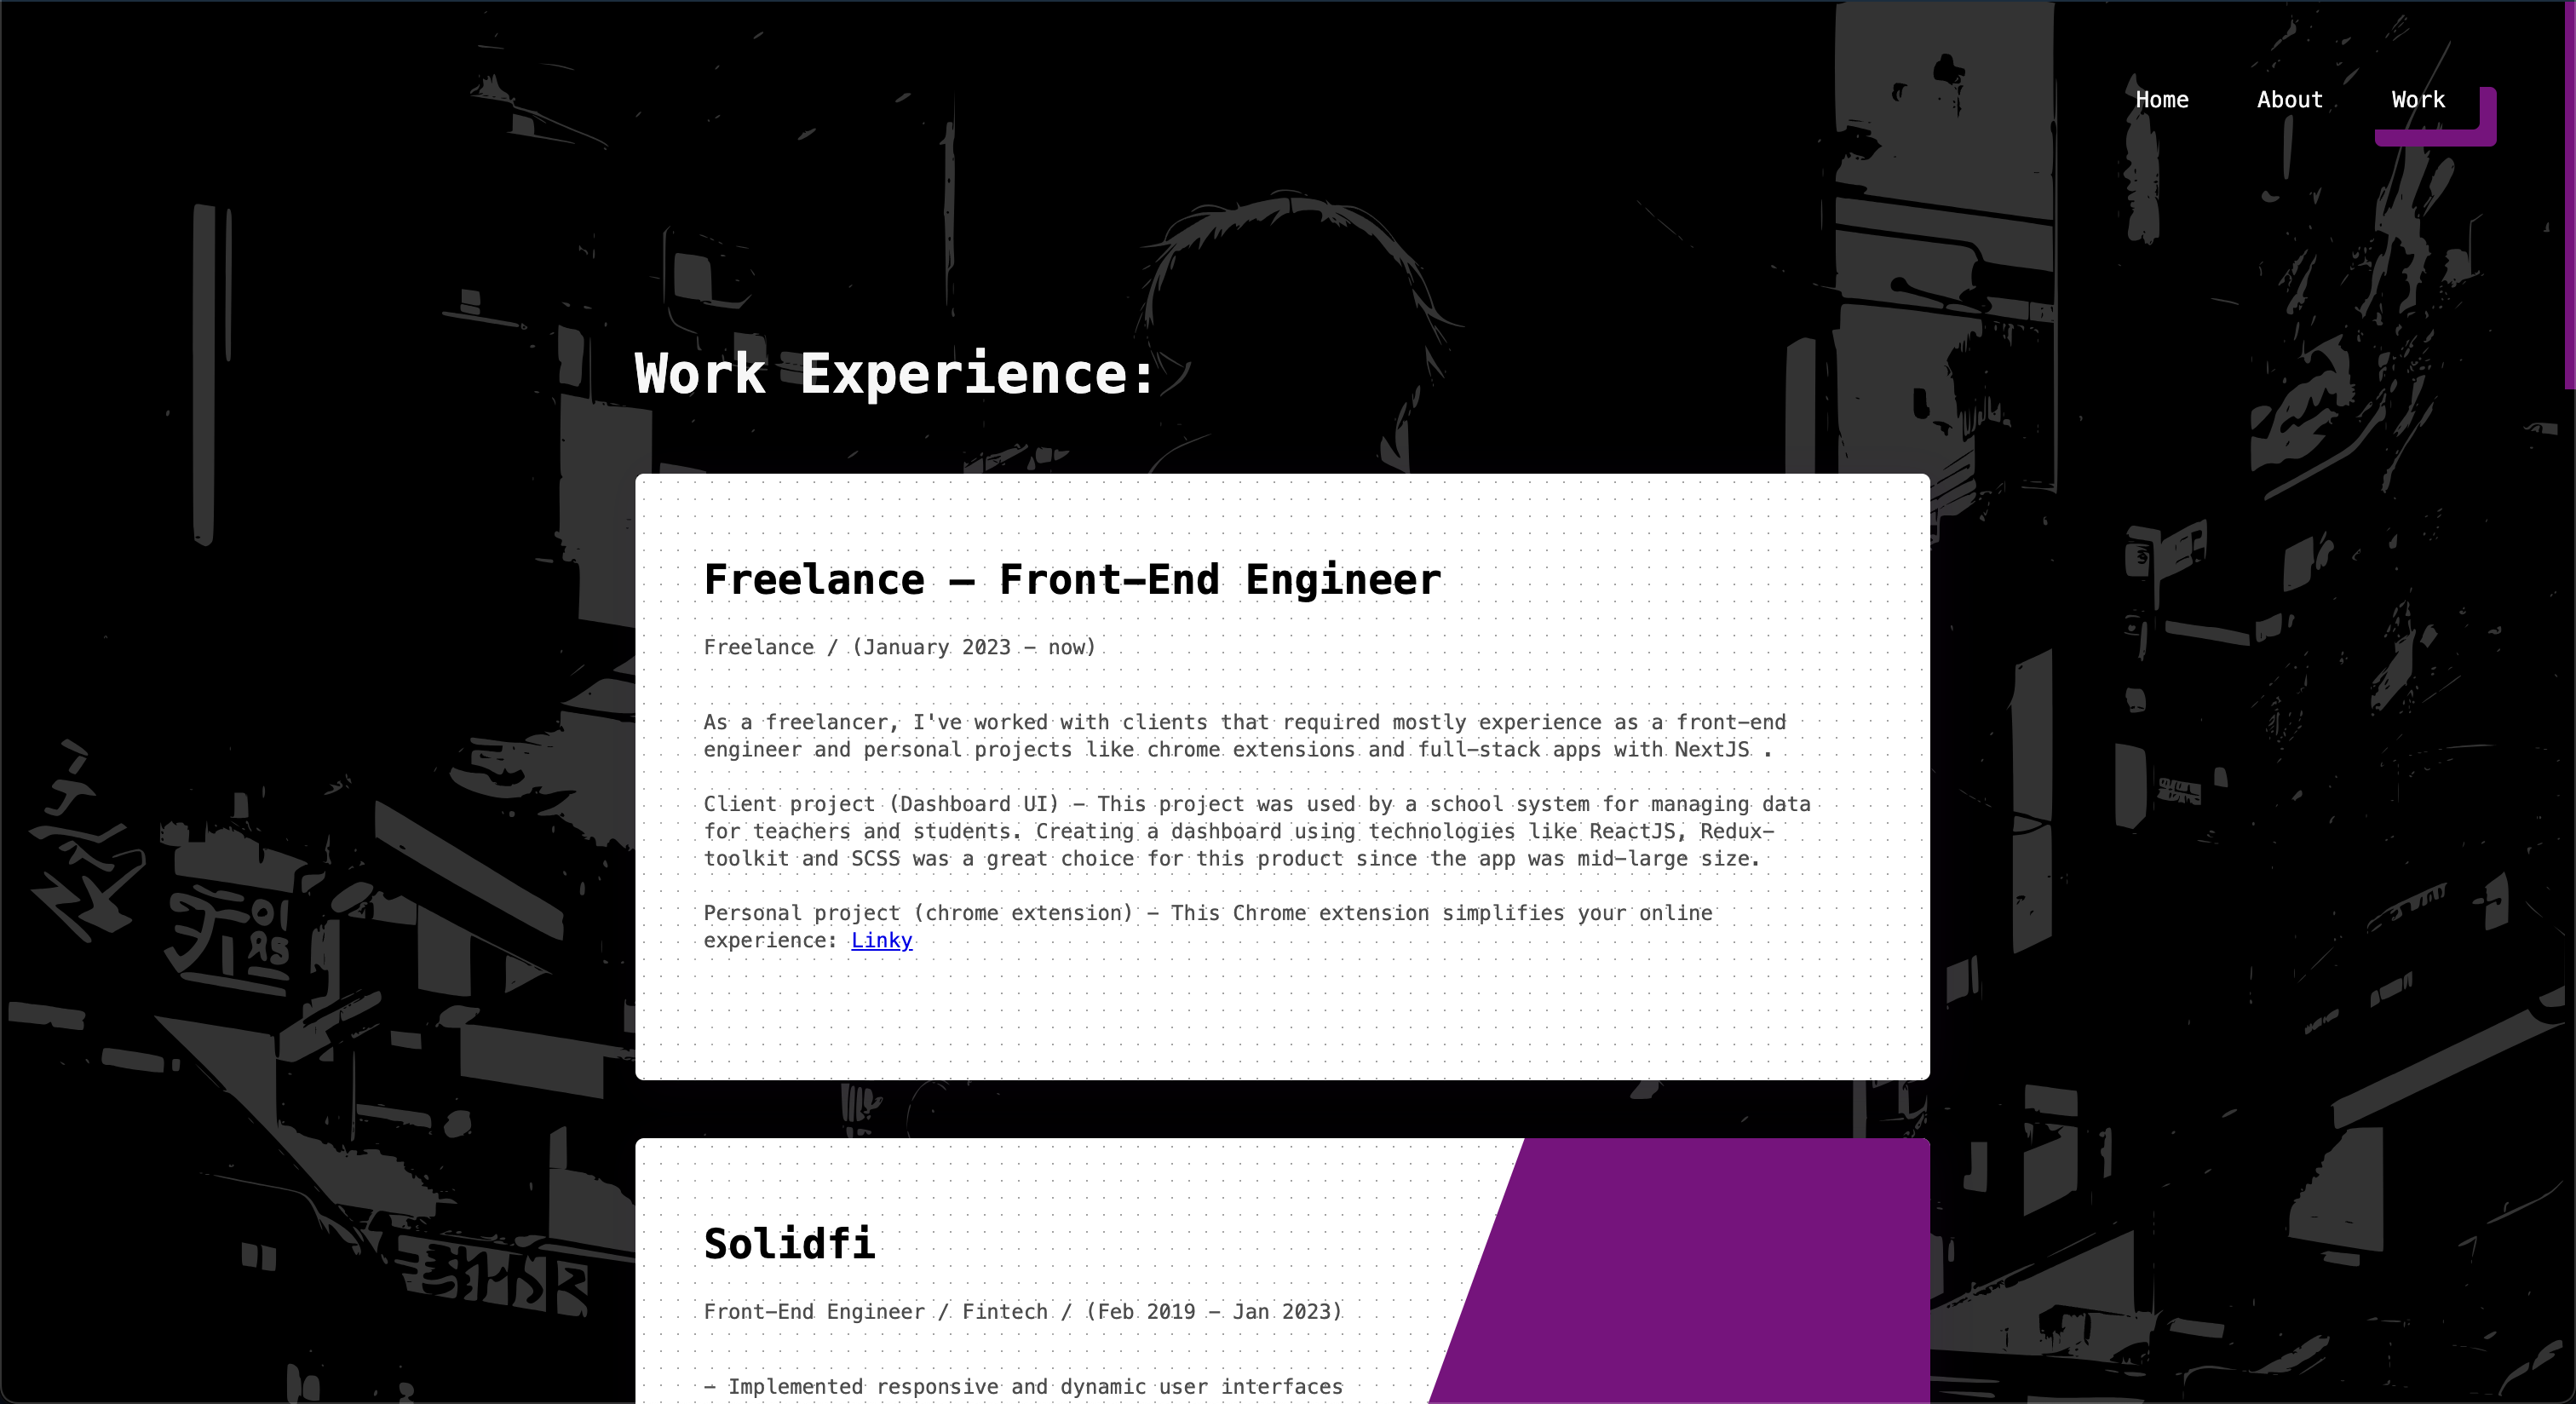 Home About Work
Work Experience:
Freelance – Front-End Engineer
Freelance / (January 2023 - now)
As a freelancer, I've worked with clients that required mostly experience as a front-end
engineer and personal projects like chrome extensions and full-stack apps with NextJS .
Client project (Dashboard UI) - This project was used by a school system for managing data
for teachers and students. Creating a dashboard using technologies like ReactJS, Redux-
toolkit and SCSS was a great choice for this product since the app was mid-large size.
Personal project (chrome extension) - This Chrome extension simplifies your online
experience: Linky
Solidfi
Front-End Engineer / Fintech / (Feb 2019 - Jan 2023)
- Implemented responsive and dynamic user interfaces